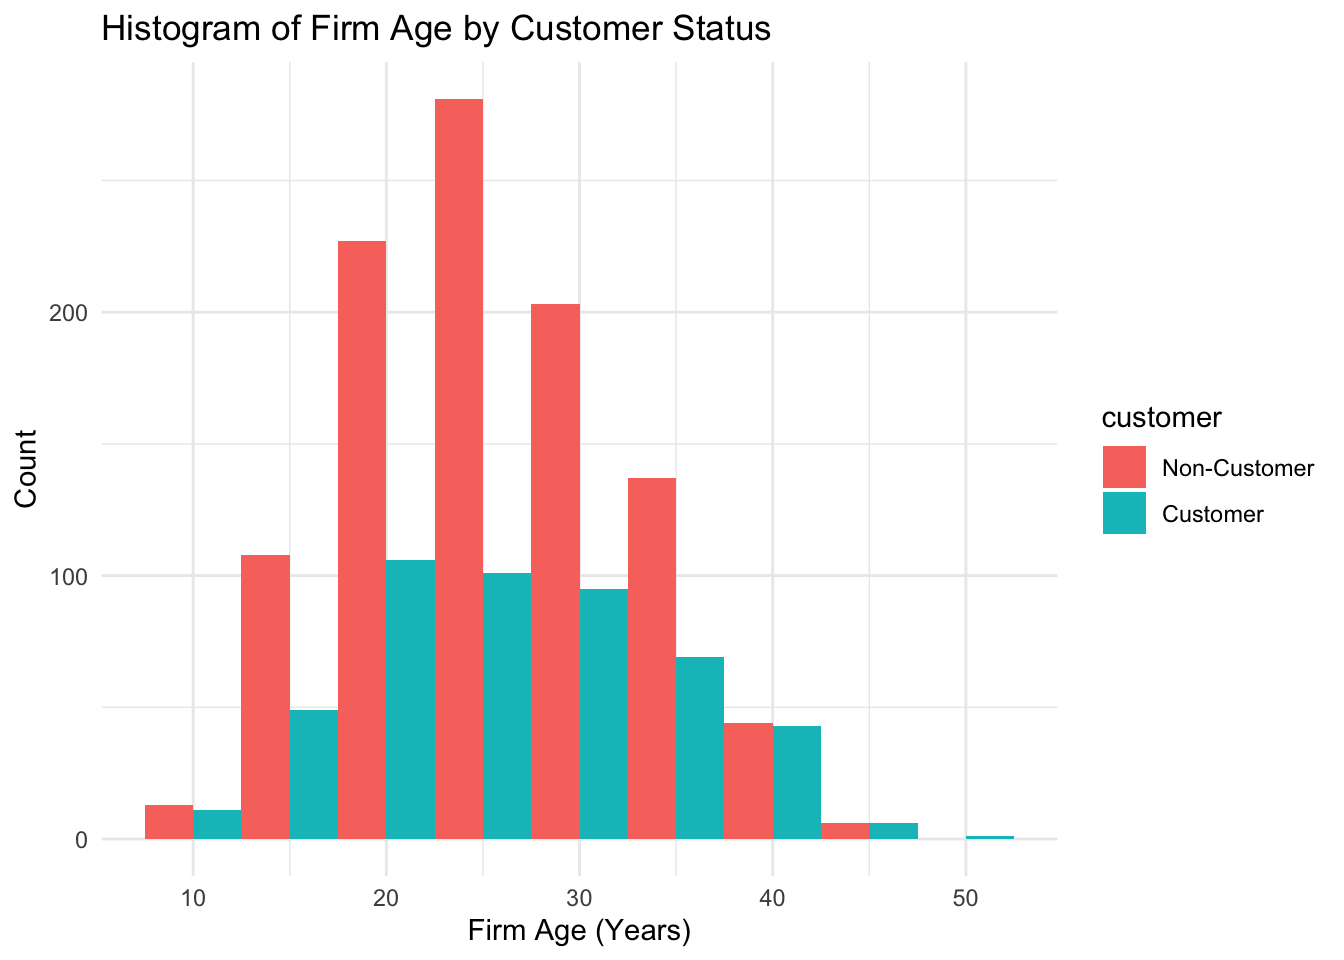 Histogram of Firm Age by Customer Status
Count
200
100
0
10 20 30 40 50
Firm Age (Years)
customer
Non-Customer
Customer